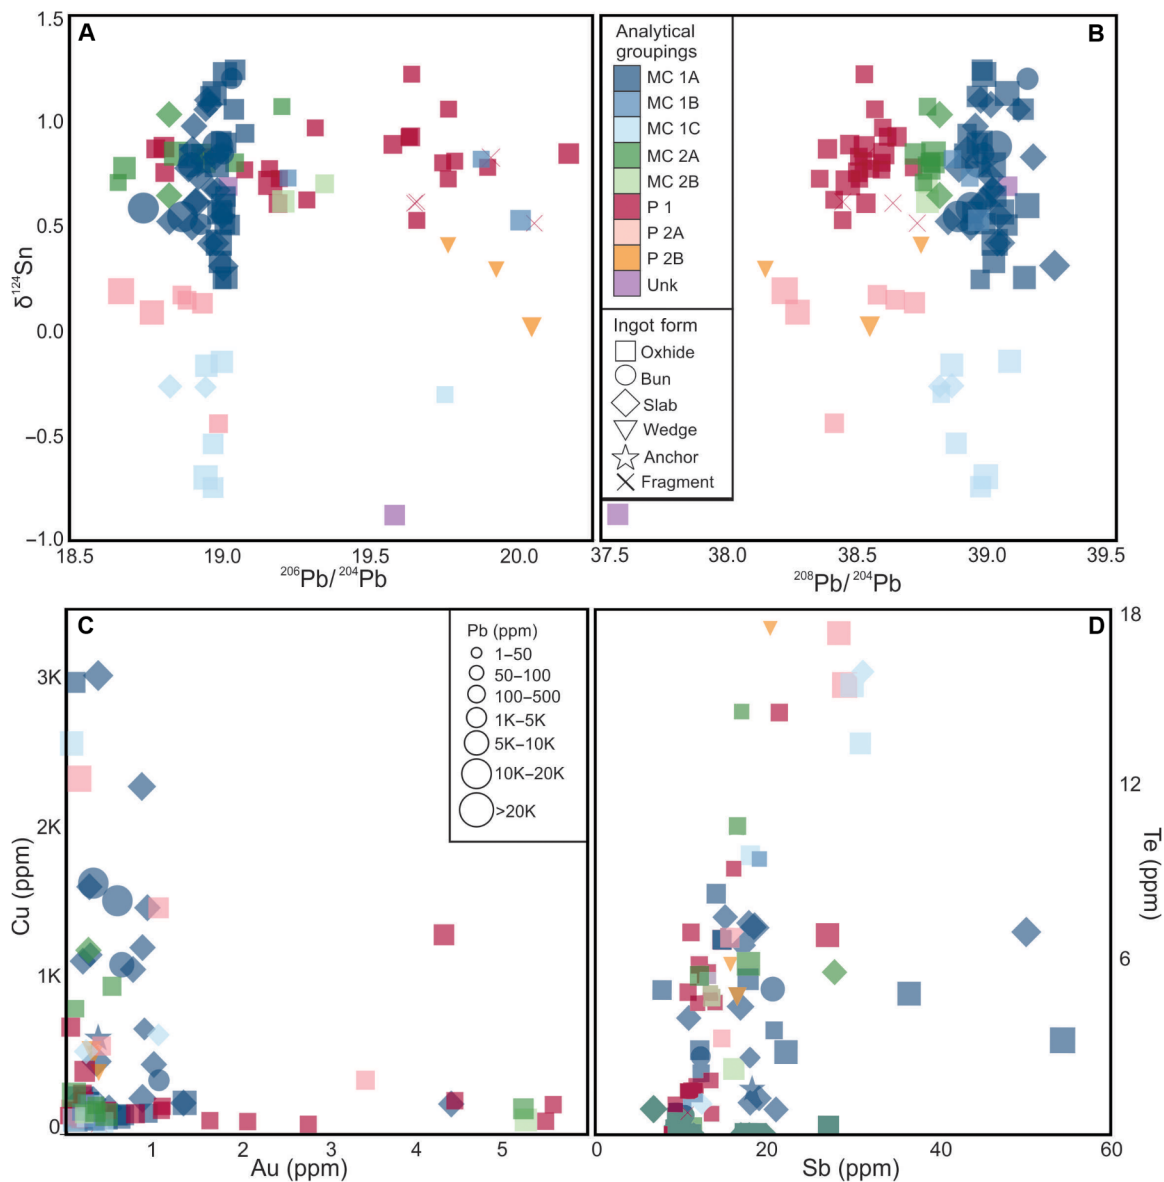 A
B
1.5
1.0
0.5
0.0
−0.5
−1.0
δ¹²⁴Sn
18.5
19.0
19.5
20.0
²⁰⁶Pb/²⁰⁴Pb
Analytical
groupings
MC 1A
MC 1B
MC 1C
MC 2A
MC 2B
P 1
P 2A
P 2B
Unk
Ingot form
Oxhide
Bun
Slab
Wedge
Anchor
Fragment
37.5
38.0
38.5
39.0
39.5
²⁰⁸Pb/²⁰⁴Pb
C
D
Pb (ppm)
1–50
50–100
100–500
1K–5K
5K–10K
10K–20K
>20K
3K
2K
1K
0
Cu (ppm)
1
2
3
4
5
Au (ppm)
18
12
6
Te (ppm)
0
20
40
60
Sb (ppm)